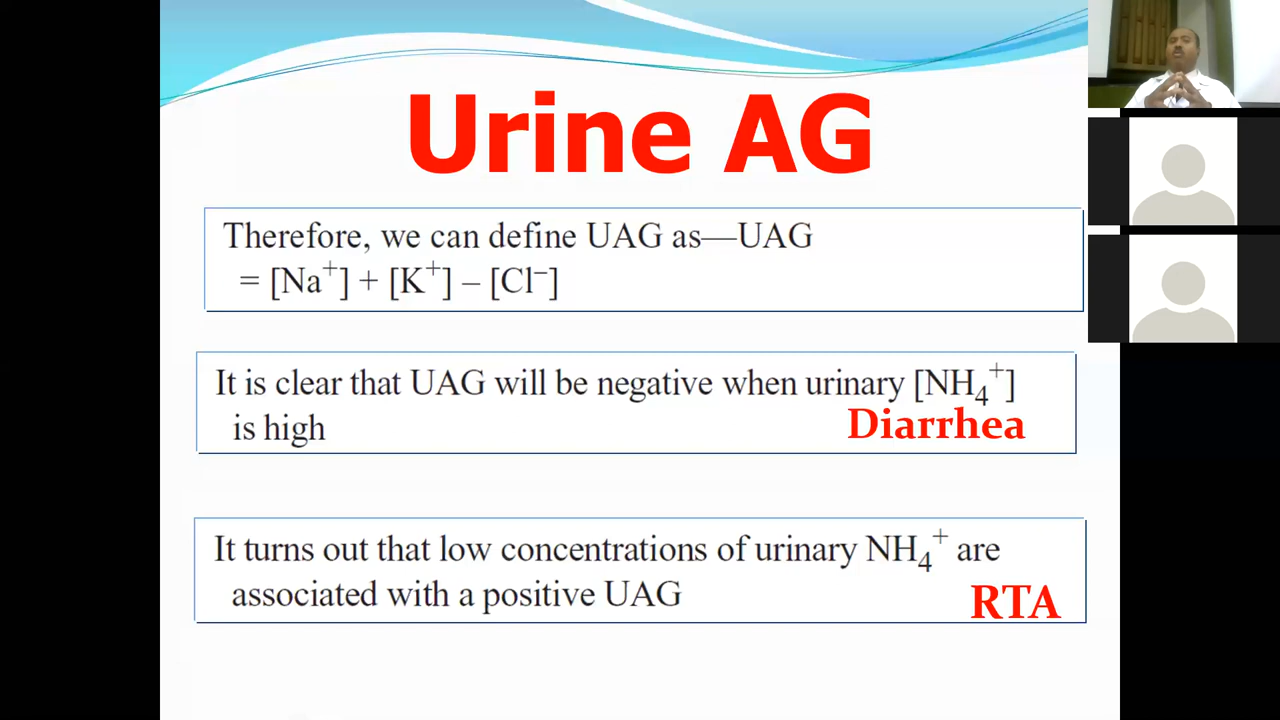 Urine AG
Therefore, we can define UAG as—UAG
= [Na⁺] + [K⁺] – [Cl⁻]
It is clear that UAG will be negative when urinary [NH₄⁺]
is high
Diarrhea
It turns out that low concentrations of urinary NH₄⁺ are
associated with a positive UAG
RTA